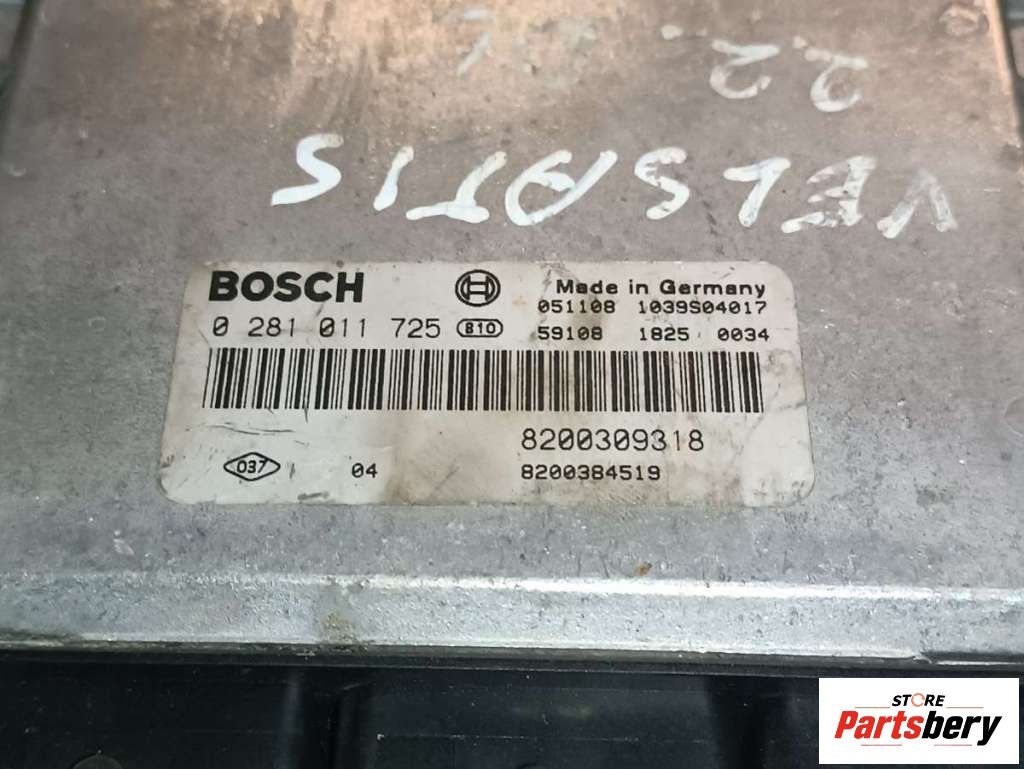 2.2
VELSATIS
BOSCH Made in Germany
051108 1039S04017
0 281 011 725 B10 59108 1825 0034
8200309318
037 04 8200384519
STORE
Partsbery